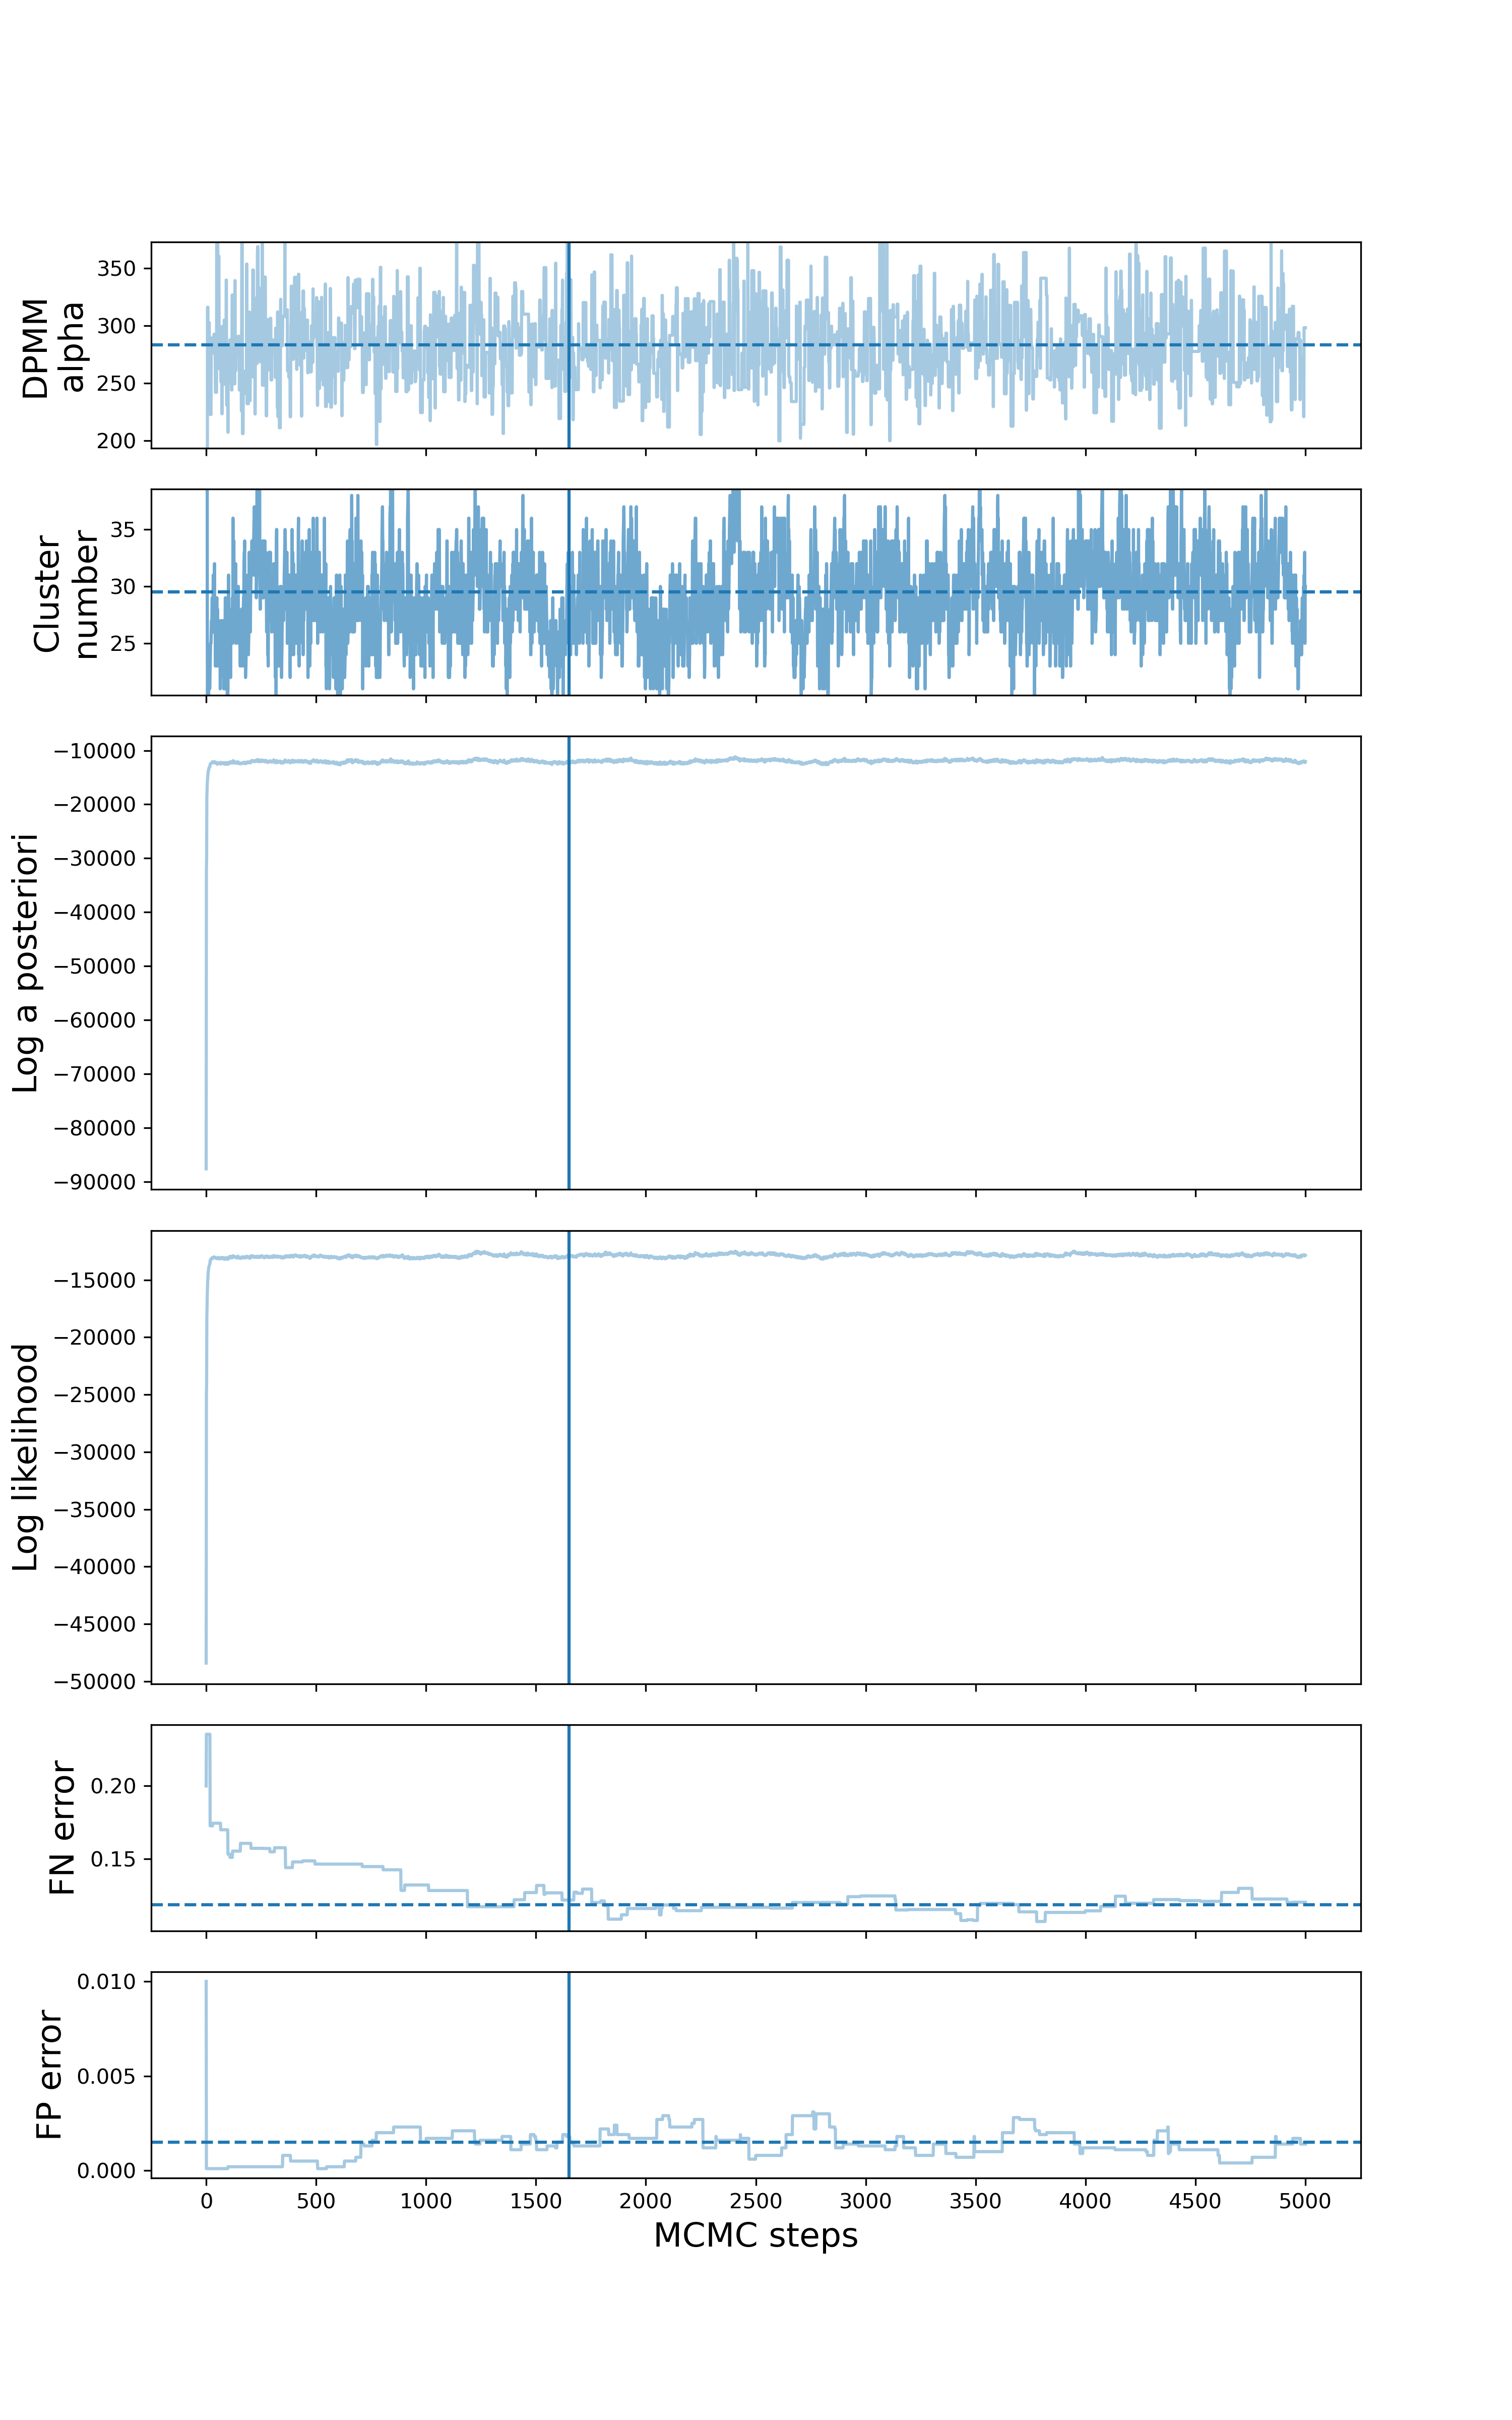 DPMM
alpha
350
300
250
200
Cluster
number
35
30
25
Log a posteriori
−10000
−20000
−30000
−40000
−50000
−60000
−70000
−80000
−90000
Log likelihood
−15000
−20000
−25000
−30000
−35000
−40000
−45000
−50000
FN error
0.20
0.15
FP error
0.010
0.005
0.000
0 500 1000 1500 2000 2500 3000 3500 4000 4500 5000
MCMC steps